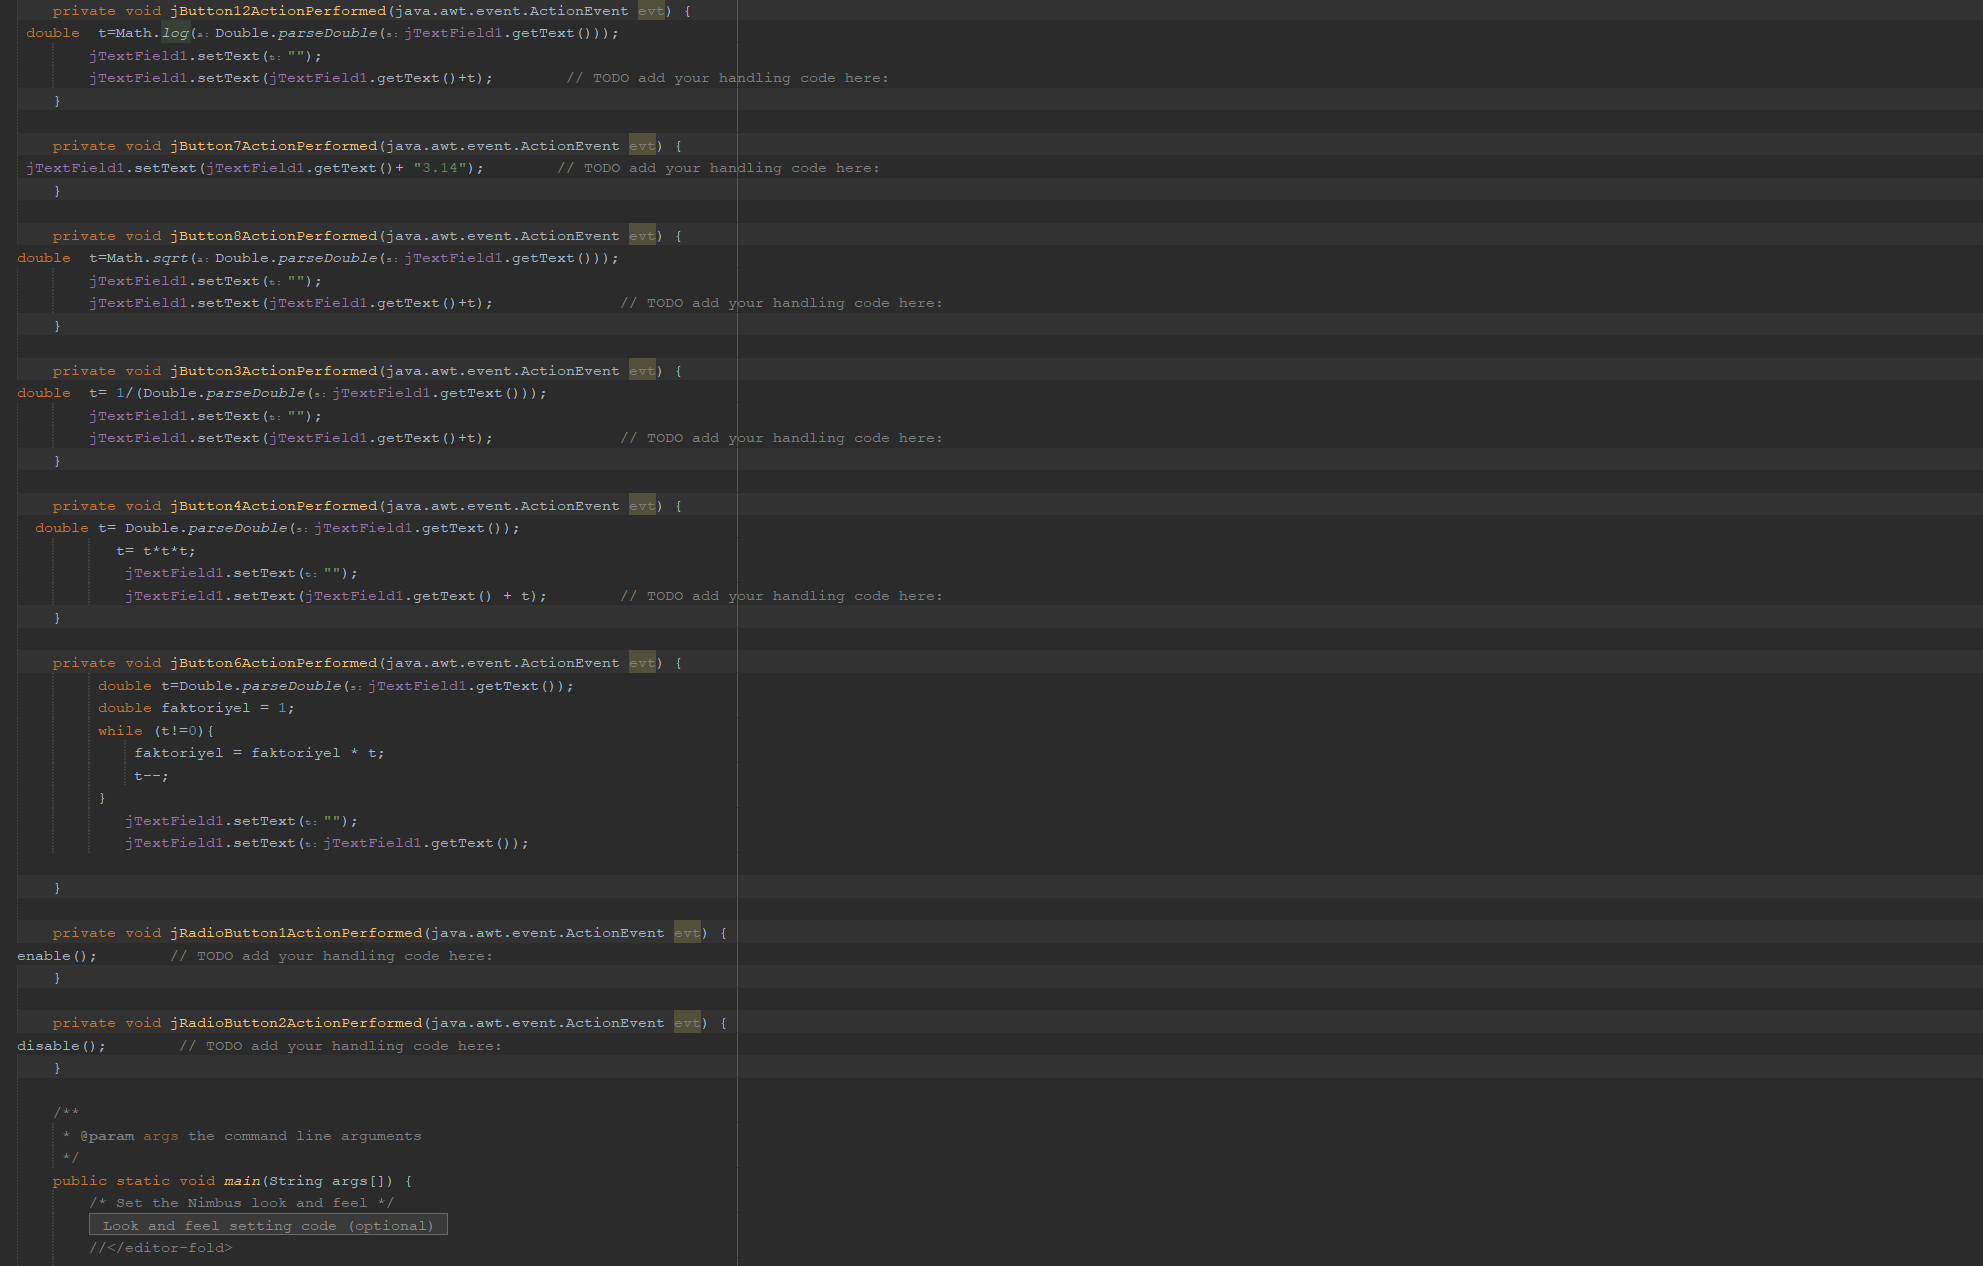 private void jButton12ActionPerformed(java.awt.event.ActionEvent evt) {
double  t=Math.log(a: Double.parseDouble(s: jTextField1.getText()));
jTextField1.setText(t: "");
jTextField1.setText(jTextField1.getText()+t);        // TODO add your handling code here:
}
private void jButton7ActionPerformed(java.awt.event.ActionEvent evt) {
jTextField1.setText(jTextField1.getText()+ "3.14");        // TODO add your handling code here:
}
private void jButton8ActionPerformed(java.awt.event.ActionEvent evt) {
double  t=Math.sqrt(a: Double.parseDouble(s: jTextField1.getText()));
jTextField1.setText(t: "");
jTextField1.setText(jTextField1.getText()+t);              // TODO add your handling code here:
}
private void jButton3ActionPerformed(java.awt.event.ActionEvent evt) {
double  t= 1/(Double.parseDouble(s: jTextField1.getText()));
jTextField1.setText(t: "");
jTextField1.setText(jTextField1.getText()+t);              // TODO add your handling code here:
}
private void jButton4ActionPerformed(java.awt.event.ActionEvent evt) {
double t= Double.parseDouble(s: jTextField1.getText());
t= t*t*t;
jTextField1.setText(t: "");
jTextField1.setText(jTextField1.getText() + t);        // TODO add your handling code here:
}
private void jButton6ActionPerformed(java.awt.event.ActionEvent evt) {
double t=Double.parseDouble(s: jTextField1.getText());
double faktoriyel = 1;
while (t!=0){
faktoriyel = faktoriyel * t;
t--;
}
jTextField1.setText(t: "");
jTextField1.setText(t: jTextField1.getText());
}
private void jRadioButton1ActionPerformed(java.awt.event.ActionEvent evt) {
enable();        // TODO add your handling code here:
}
private void jRadioButton2ActionPerformed(java.awt.event.ActionEvent evt) {
disable();        // TODO add your handling code here:
}
/**
* @param args the command line arguments
*/
public static void main(String args[]) {
/* Set the Nimbus look and feel */
Look and feel setting code (optional)
//</editor-fold>